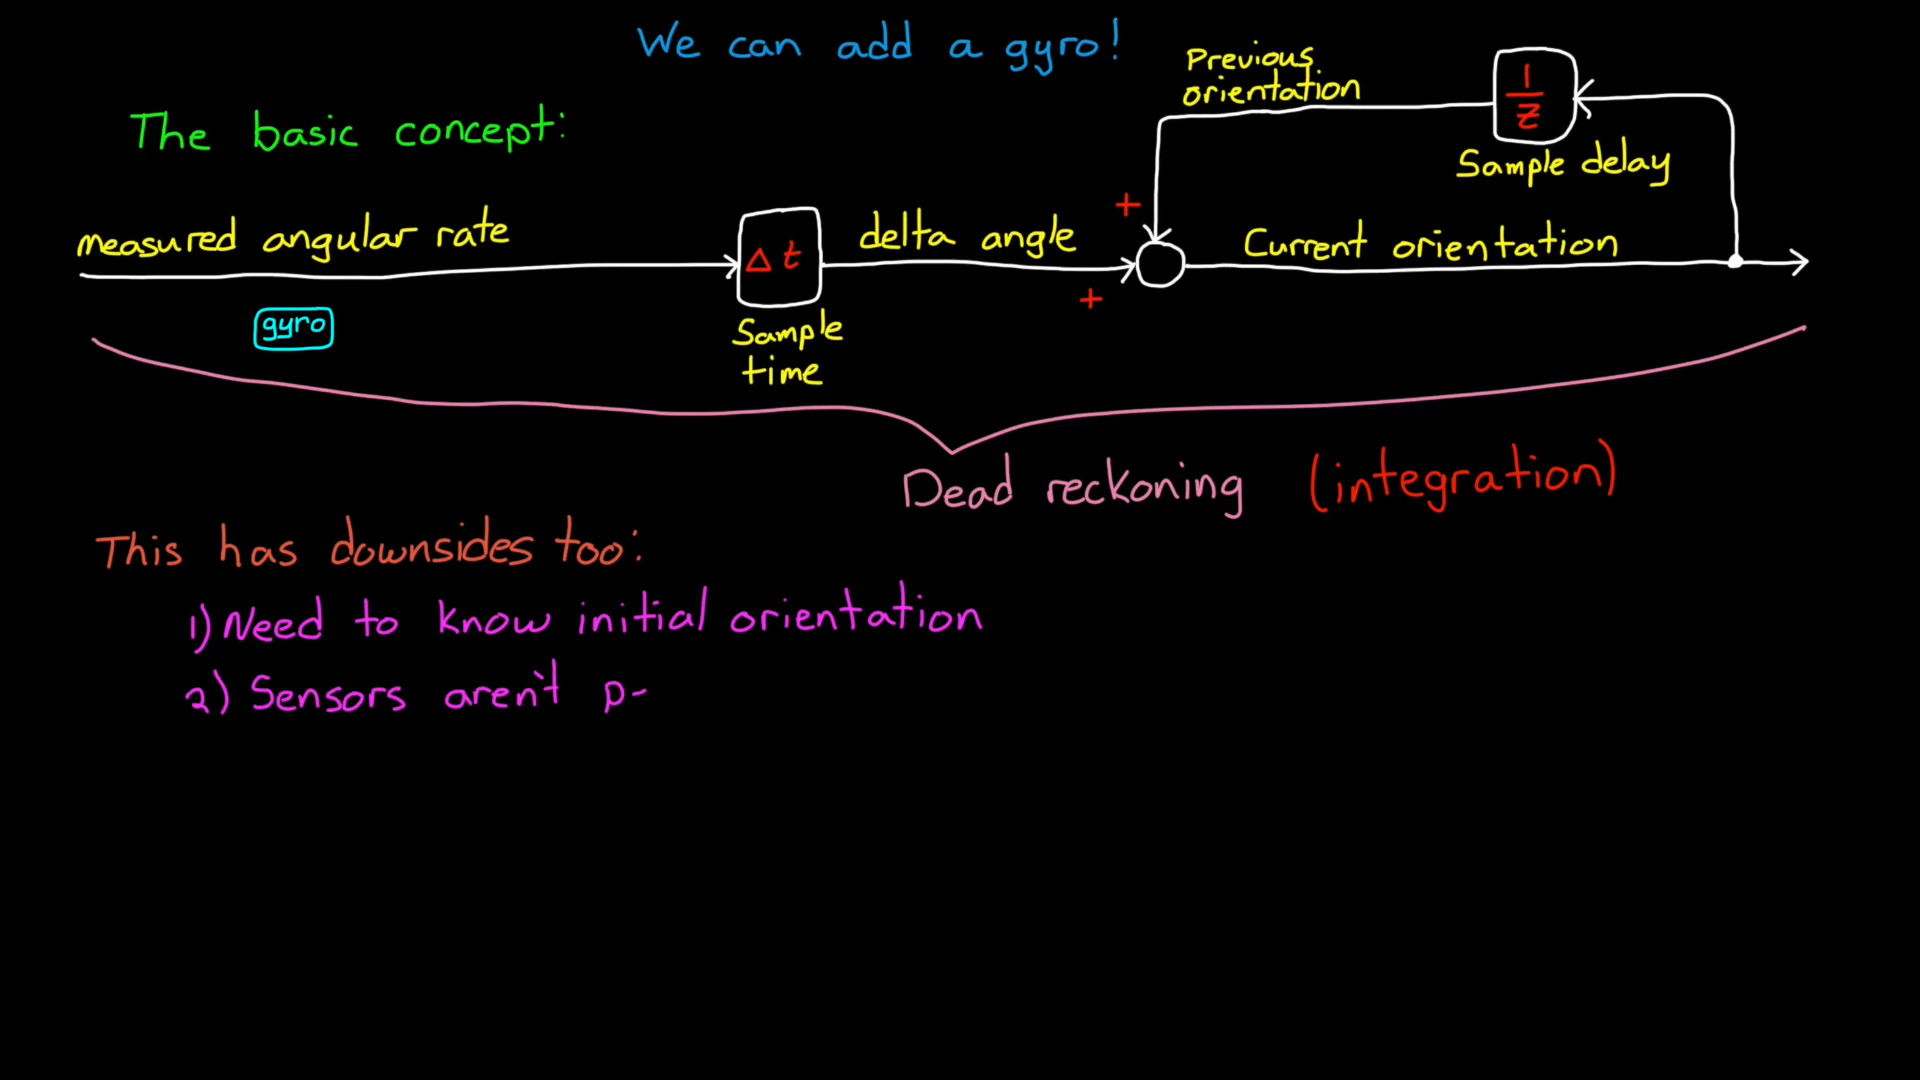 We can add a gyro!
Previous
orientation
1
z
The basic concept:
Sample delay
+
measured angular rate
Δt
delta angle
Current orientation
+
gyro
Sample
time
Dead reckoning (integration)
This has downsides too:
1) Need to know initial orientation
2) Sensors aren't p